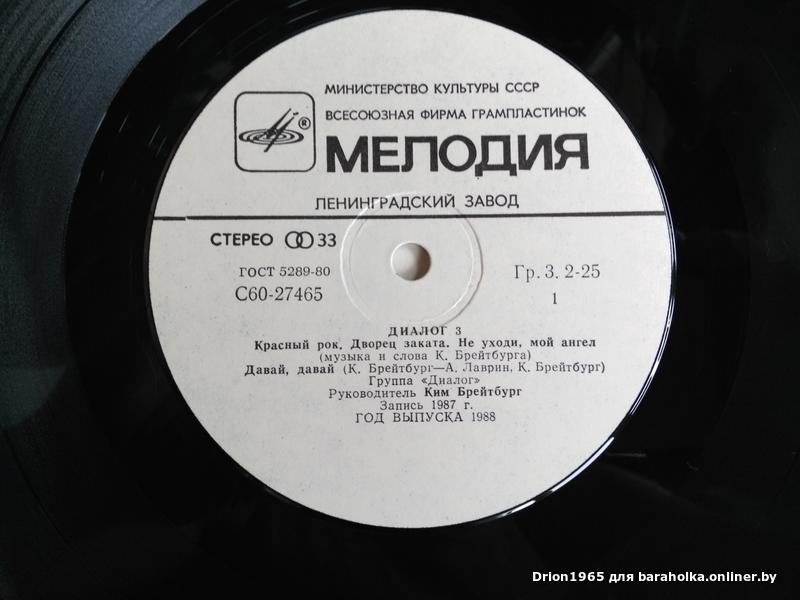 МИНИСТЕРСТВО КУЛЬТУРЫ СССР
ВСЕСОЮЗНАЯ ФИРМА ГРАМПЛАСТИНОК
®
МЕЛОДИЯ
ЛЕНИНГРАДСКИЙ ЗАВОД
СТЕРЕО 33
ГОСТ 5289-80
С60-27465
Гр. 3. 2-25
1
ДИАЛОГ 3
Красный рок. Дворец заката. Не уходи, мой ангел
(музыка и слова К. Брейтбурга)
Давай, давай (К. Брейтбург—А. Лаврин, К. Брейтбург)
Группа «Диалог»
Руководитель Ким Брейтбург
Запись 1987 г.
ГОД ВЫПУСКА 1988
Drion1965 для baraholka.onliner.by